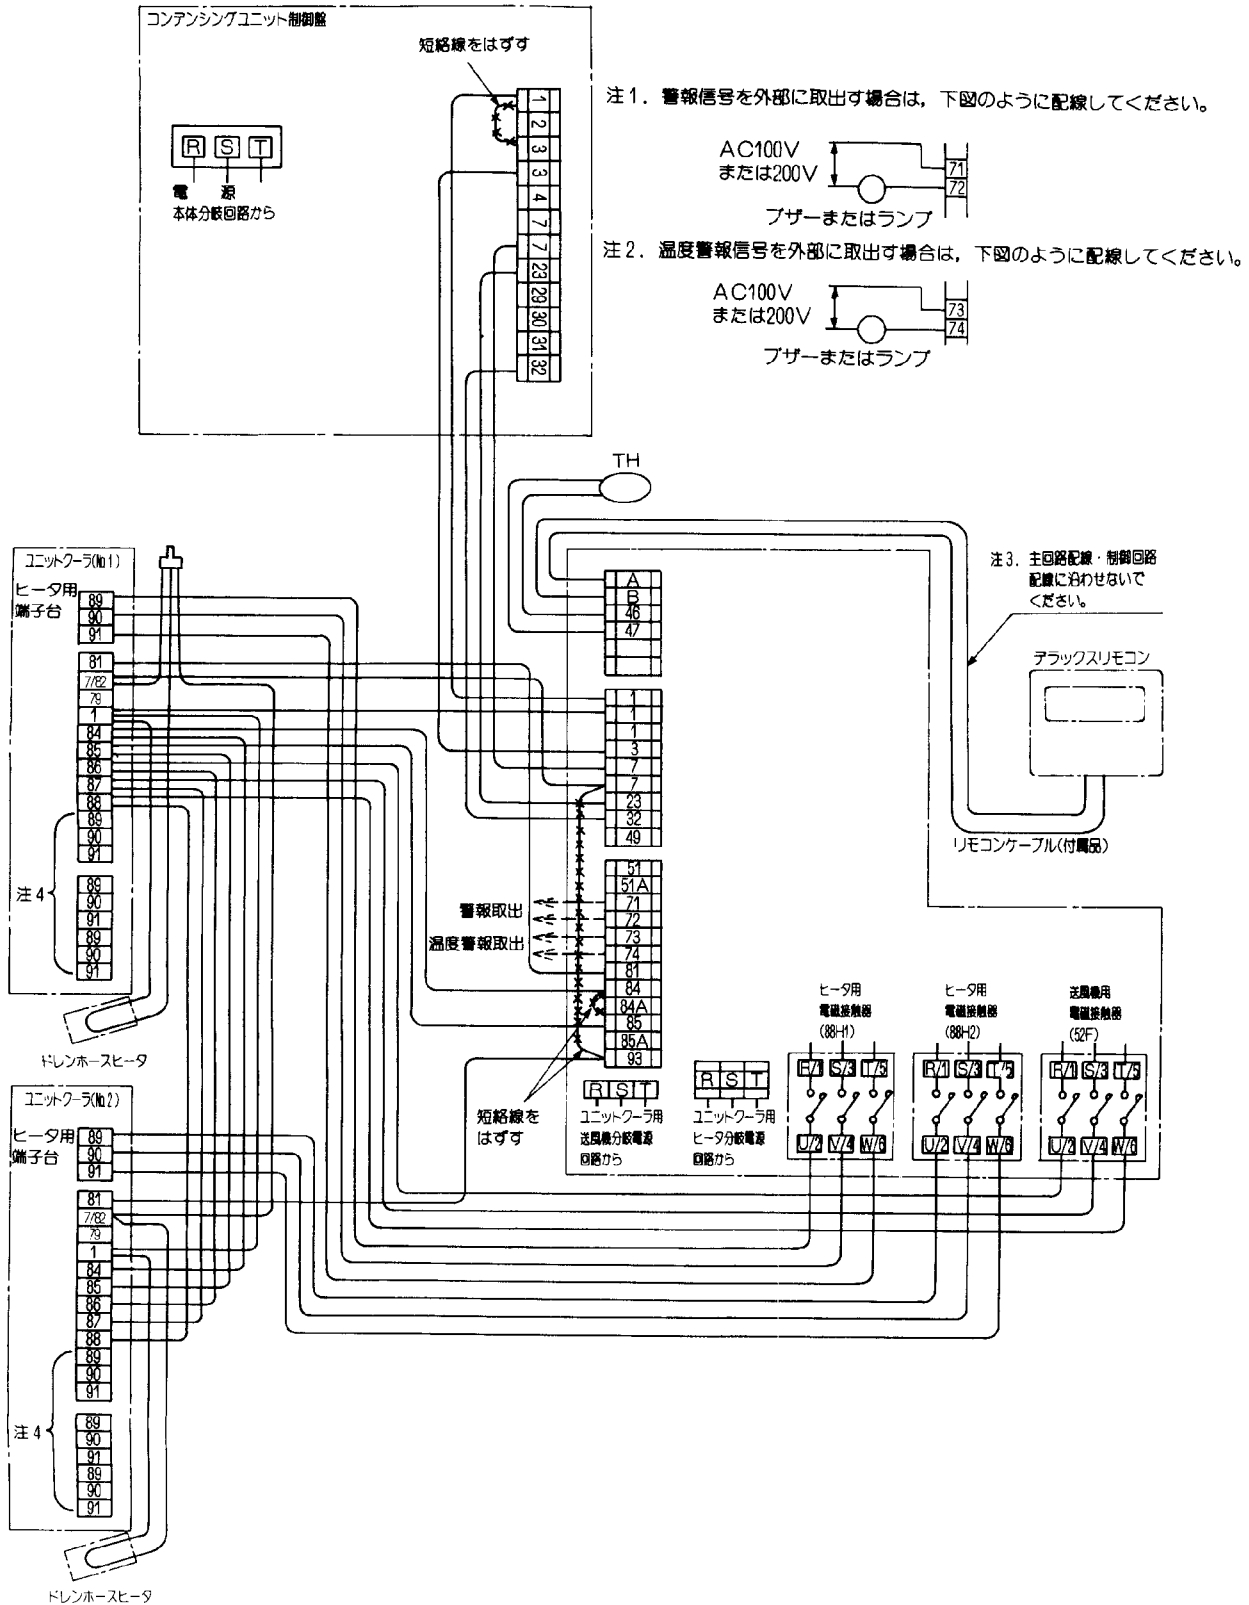 コンデンシングユニット制御盤
短絡線をはずす
1
2
3
3
4
7
7
23
29
30
31
32
R S T
電 源
本体分岐回路から
注1. 警報信号を外部に取出す場合は,下図のように配線してください。
AC100V
または200V
71
72
ブザーまたはランプ
注2. 温度警報信号を外部に取出す場合は,下図のように配線してください。
AC100V
または200V
73
74
ブザーまたはランプ
TH
注3. 主回路配線・制御回路
配線に沿わせないで
ください。
デラックスリモコン
リモコンケーブル(付属品)
A
B
46
47
1
1
1
3
7
7
23
32
49
51
51A
71
72
73
74
81
84
84A
85
85A
93
警報取出
温度警報取出
短絡線を
はずす
R S T
ユニットクーラ用
送風機分岐電源
回路から
R S T
ユニットクーラ用
ヒータ分岐電源
回路から
ヒータ用
電磁接触器
(88H1)
R/1 S/3 T/5
U/2 V/4 W/6
ヒータ用
電磁接触器
(88H2)
R/1 S/3 T/5
U/2 V/4 W/6
送風機用
電磁接触器
(52F)
R/1 S/3 T/5
U/2 V/4 W/6
ユニットクーラ(No.1)
ヒータ用
端子台
89
90
91
81
7/82
79
1
84
85
86
87
88
89
90
91
注4
89
90
91
89
90
91
ドレンホースヒータ
ユニットクーラ(No.2)
ヒータ用
端子台
89
90
91
81
7/82
79
1
84
85
86
87
88
89
90
91
注4
89
90
91
89
90
91
ドレンホースヒータ